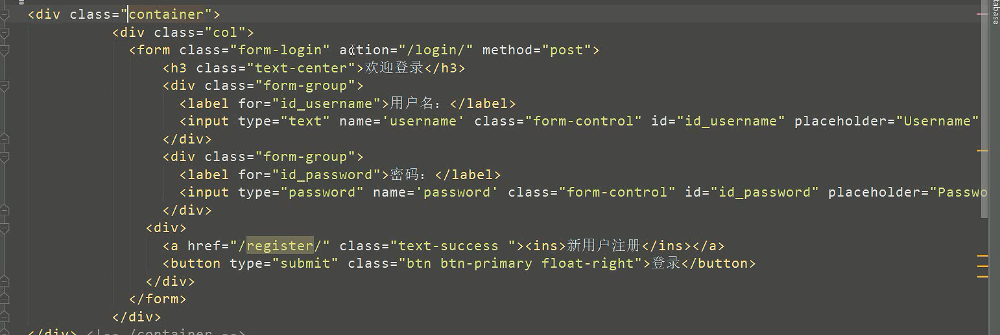 <div class="container">
<div class="col">
<form class="form-login" action="/login/" method="post">
<h3 class="text-center">欢迎登录</h3>
<div class="form-group">
<label for="id_username">用户名：</label>
<input type="text" name='username' class="form-control" id="id_username" placeholder="Username"
</div>
<div class="form-group">
<label for="id_password">密码：</label>
<input type="password" name='password' class="form-control" id="id_password" placeholder="Passwo
</div>
<div>
<a href="/register/" class="text-success "><ins>新用户注册</ins></a>
<button type="submit" class="btn btn-primary float-right">登录</button>
</div>
</form>
</div>
</div> <!-- /container -->
tabase